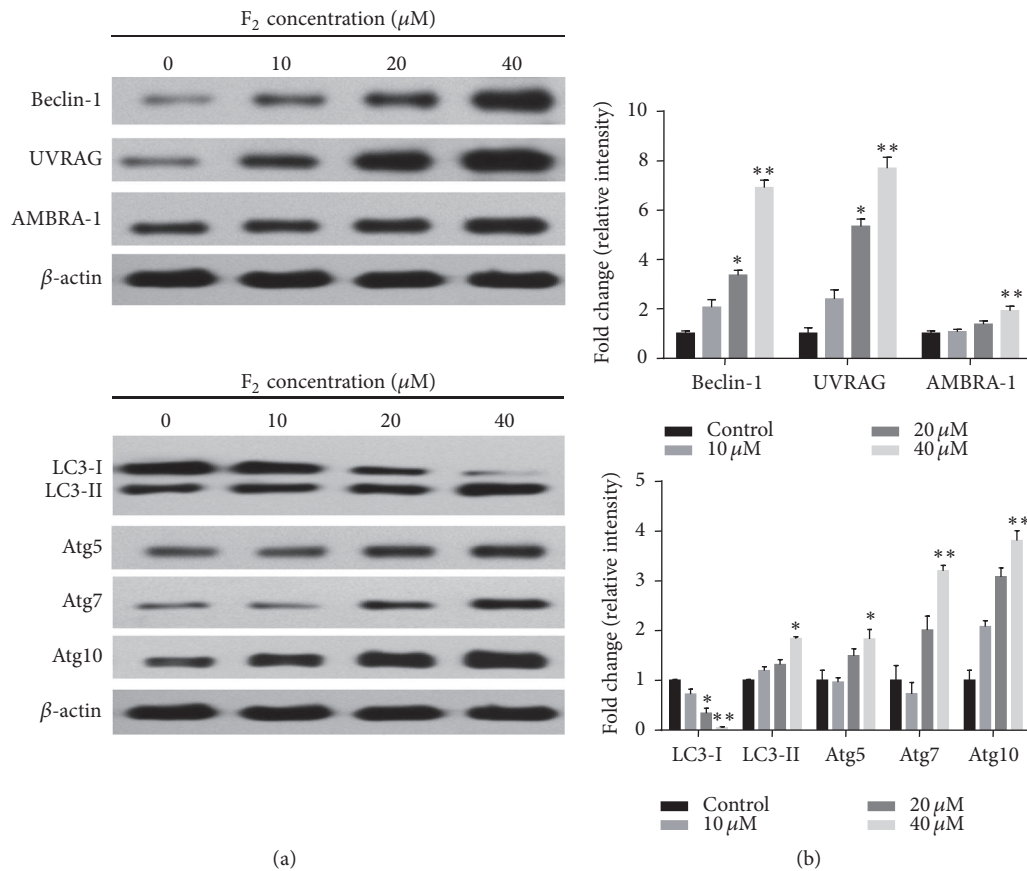 F₂ concentration (μM)
0 10 20 40
Beclin-1
UVRAG
AMBRA-1
β-actin
F₂ concentration (μM)
0 10 20 40
LC3-I
LC3-II
Atg5
Atg7
Atg10
β-actin
(a)
Fold change (relative intensity)
10
8
6
4
2
0
* ** * ** **
Beclin-1 UVRAG AMBRA-1
Control 20 μM
10 μM 40 μM
Fold change (relative intensity)
5
4
3
2
1
0
* ** * * ** **
LC3-I LC3-II Atg5 Atg7 Atg10
Control 20 μM
10 μM 40 μM
(b)